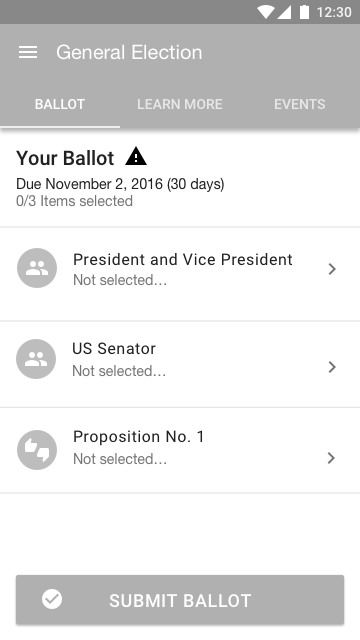 12:30
General Election
BALLOT LEARN MORE EVENTS
Your Ballot
Due November 2, 2016 (30 days)
0/3 Items selected
President and Vice President
Not selected...
US Senator
Not selected...
Proposition No. 1
Not selected...
SUBMIT BALLOT